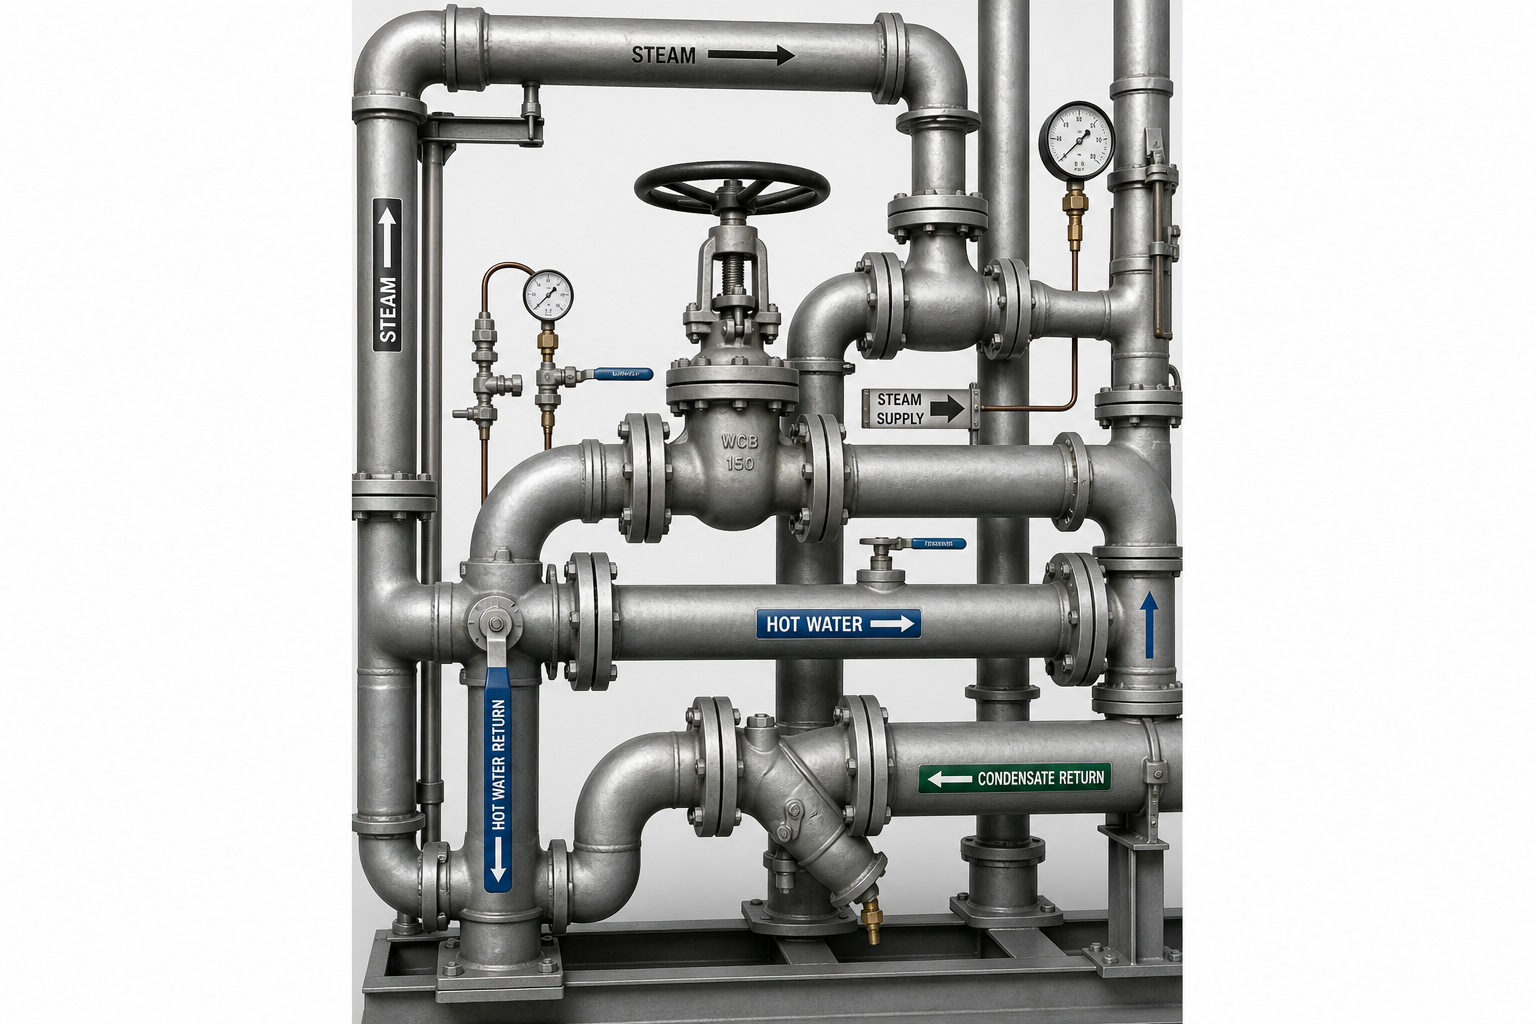 STEAM
STEAM
STEAM
SUPPLY
WCB
150
HOT WATER
HOT WATER RETURN
CONDENSATE RETURN